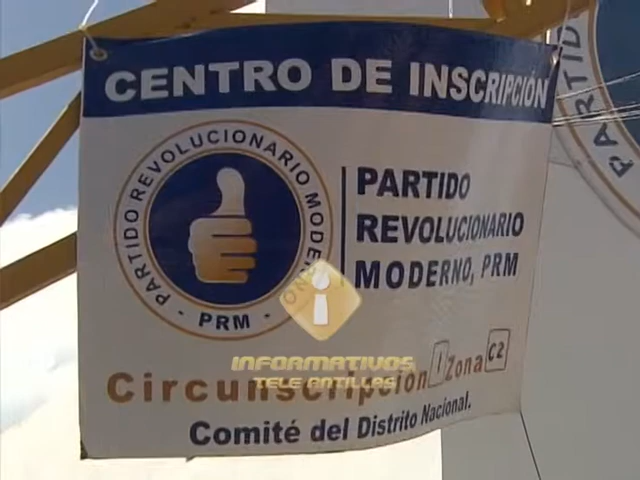 CENTRO DE INSCRIPCIÓN
PARTIDO REVOLUCIONARIO MODERNO
· PRM ·
PARTIDO
REVOLUCIONARIO
MODERNO, PRM
INFORMATIVOS
TELE ANTILLAS
Circunscripción 1 Zona C2
Comité del Distrito Nacional.
PARTIDO